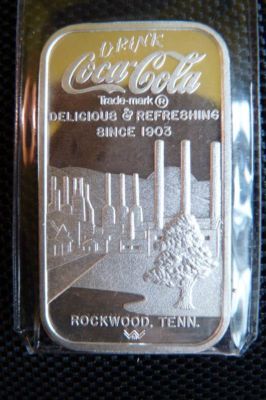 DRINK
Coca-Cola
Trade-mark ®
DELICIOUS & REFRESHING
SINCE 1903
ROCKWOOD, TENN.